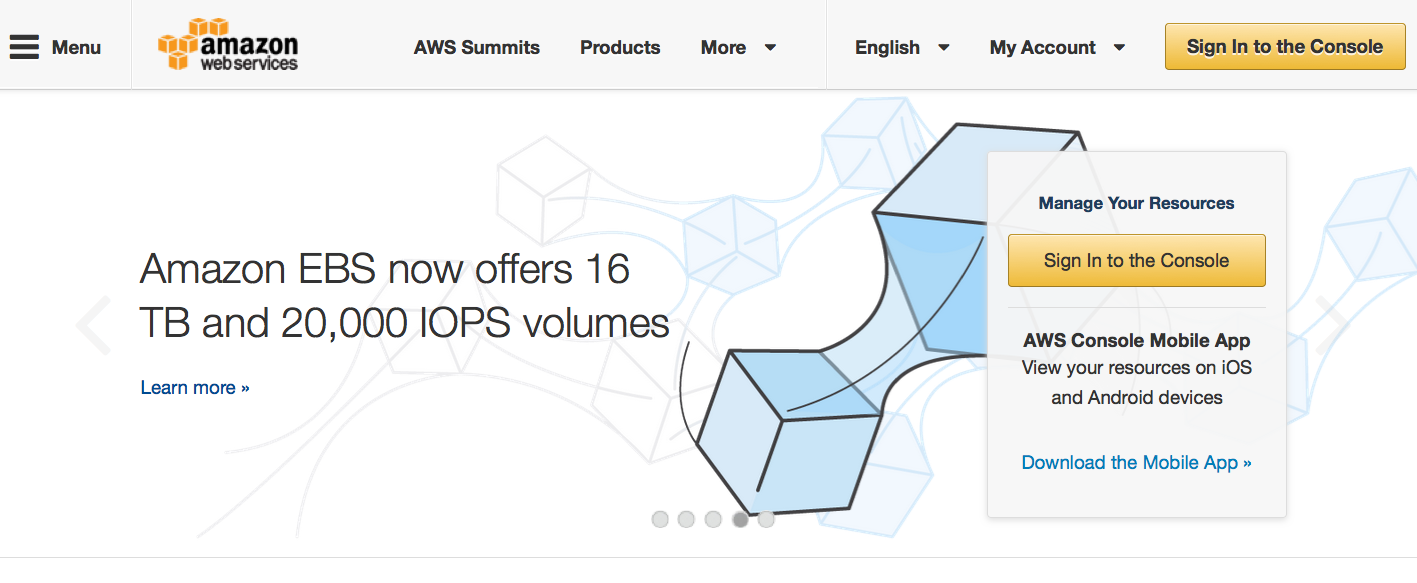 Menu
amazon
web services
AWS Summits
Products
More
English
My Account
Sign In to the Console
Amazon EBS now offers 16
TB and 20,000 IOPS volumes
Learn more »
Manage Your Resources
Sign In to the Console
AWS Console Mobile App
View your resources on iOS
and Android devices
Download the Mobile App »